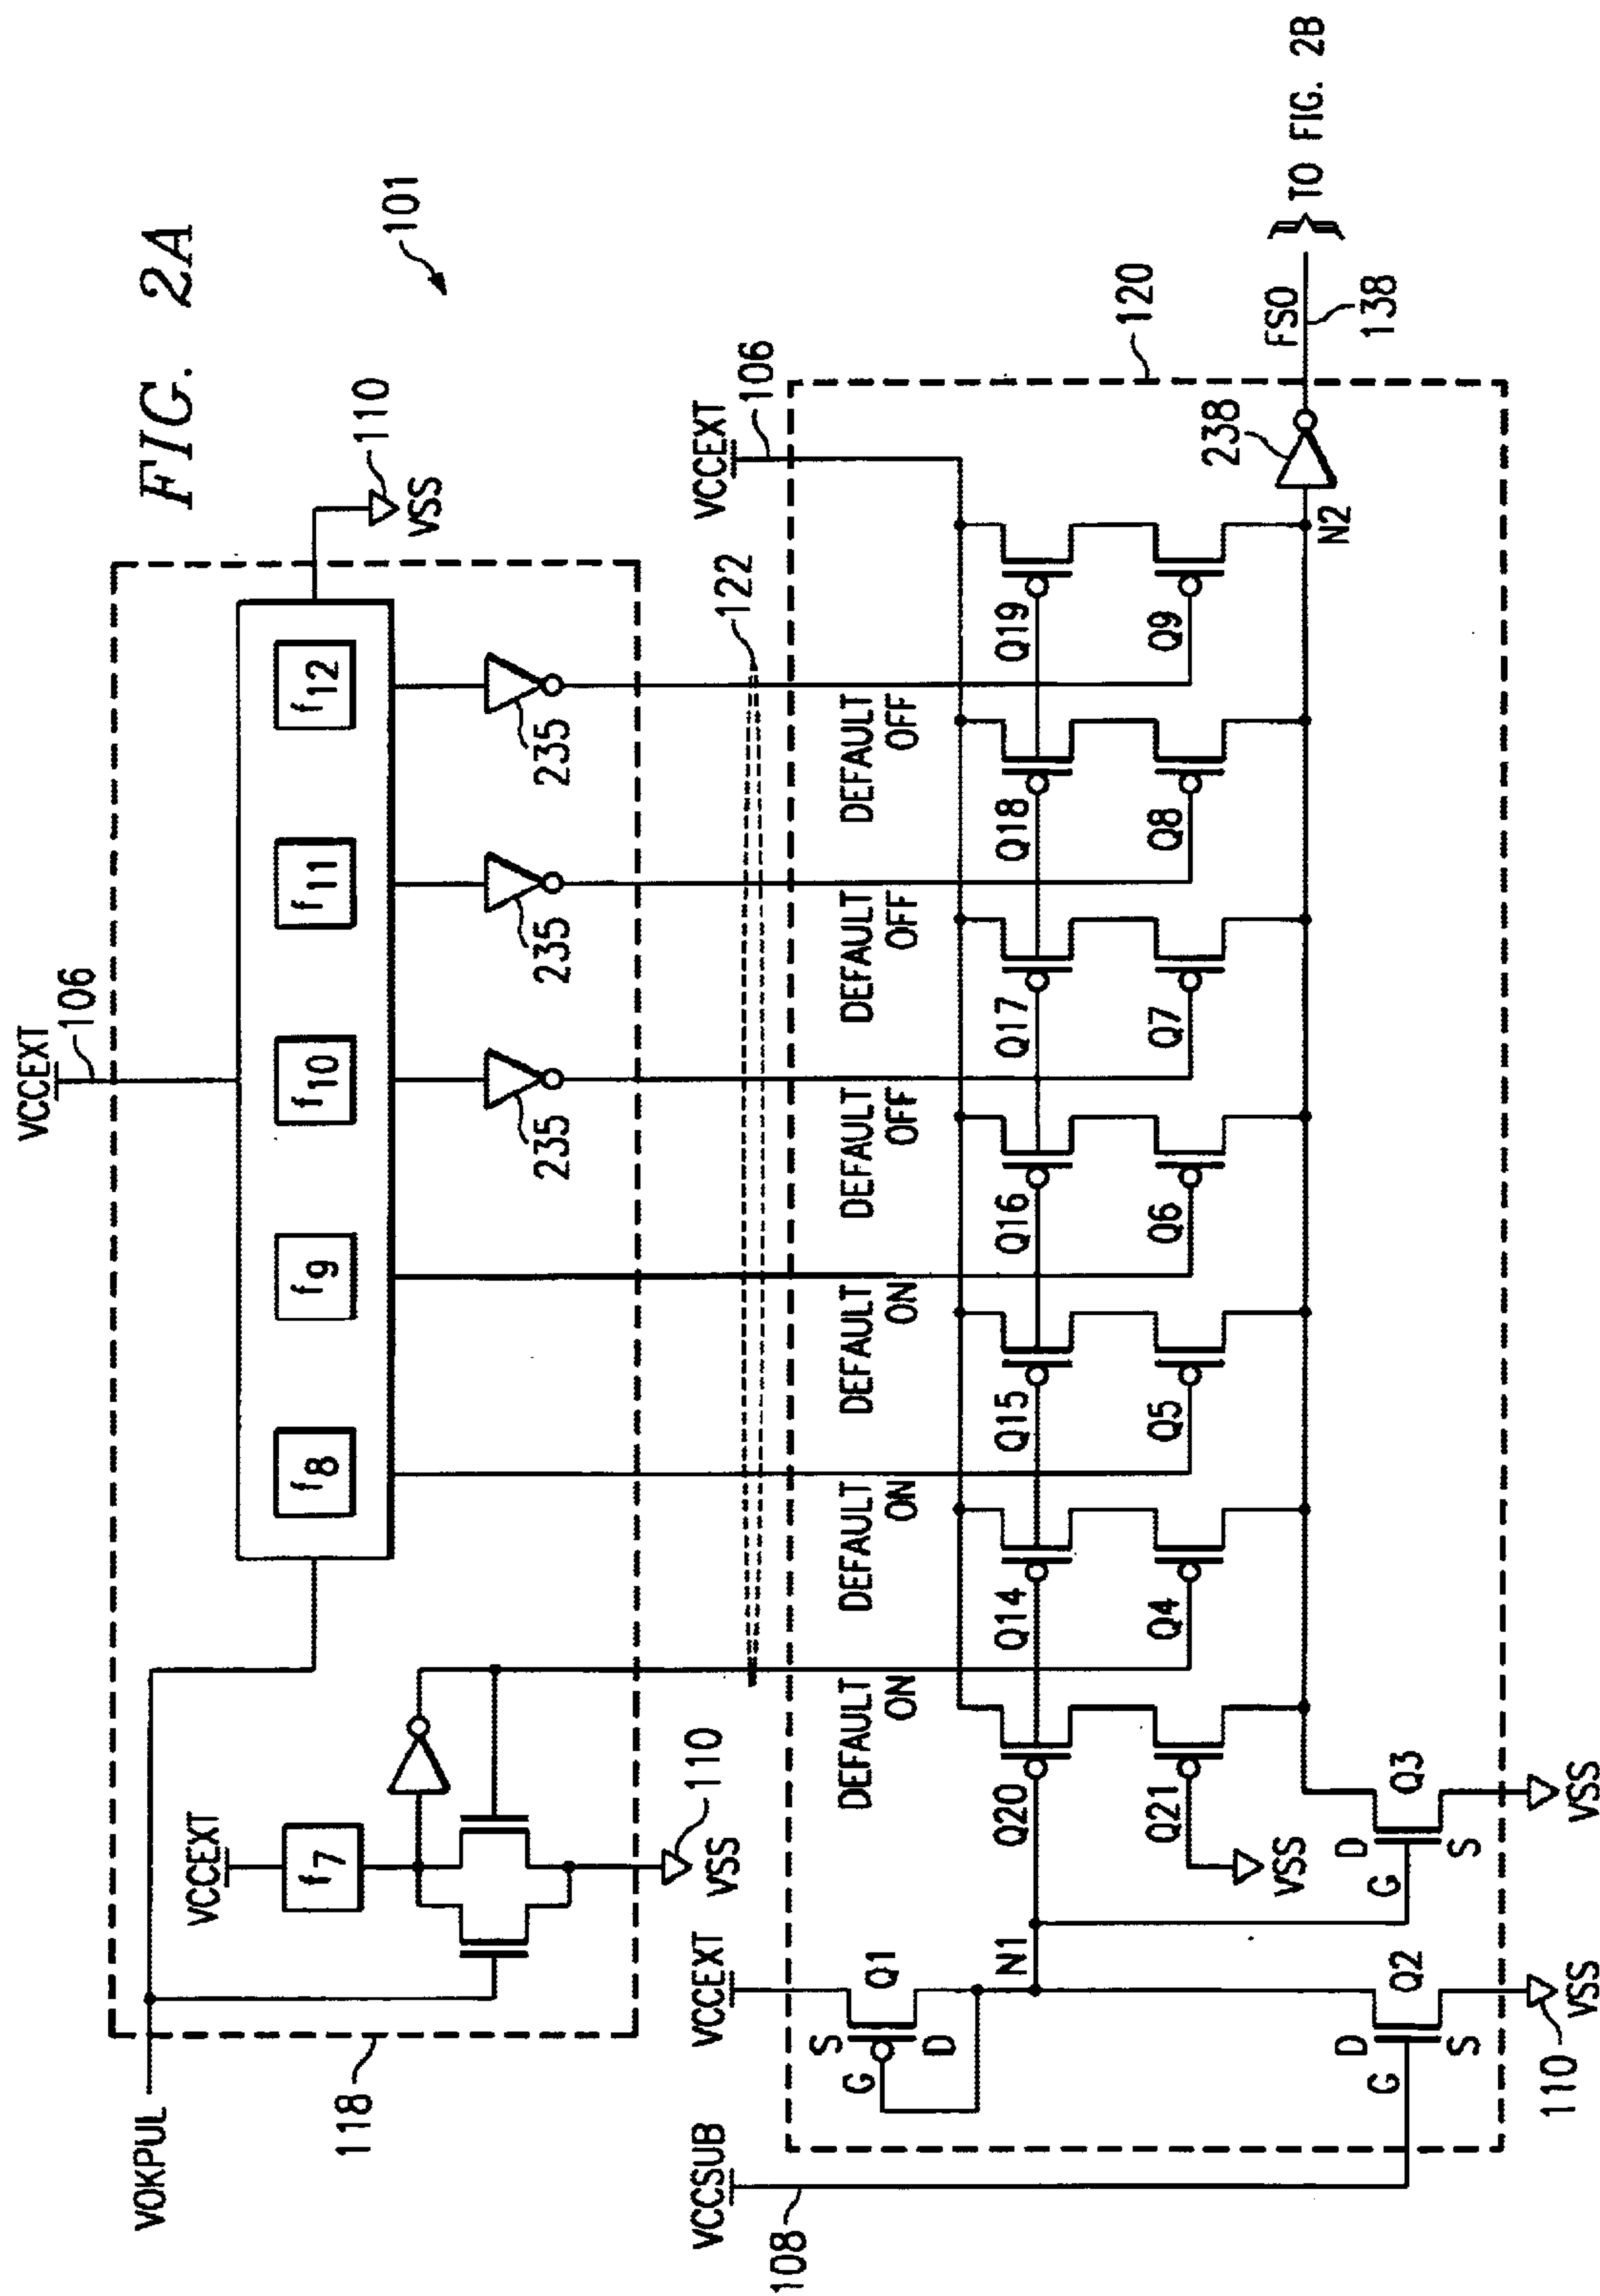 FIG. 2A
101
VCCEXT
106
VOKPUL
118
VCCEXT
f7
f8
f9
f10
f11
f12
110
VSS
235
235
235
110
VSS
122
VCCSUB
108
VCCEXT
VCCEXT
106
120
DEFAULT ON
DEFAULT ON
DEFAULT ON
DEFAULT OFF
DEFAULT OFF
DEFAULT OFF
S
G
D
Q1
N1
Q20
Q14
Q15
Q16
Q17
Q18
Q19
Q21
VSS
Q4
Q5
Q6
Q7
Q8
Q9
D
G
S
Q2
D
G
S
Q3
N2
238
FSO
138
TO FIG. 2B
110
VSS
VSS